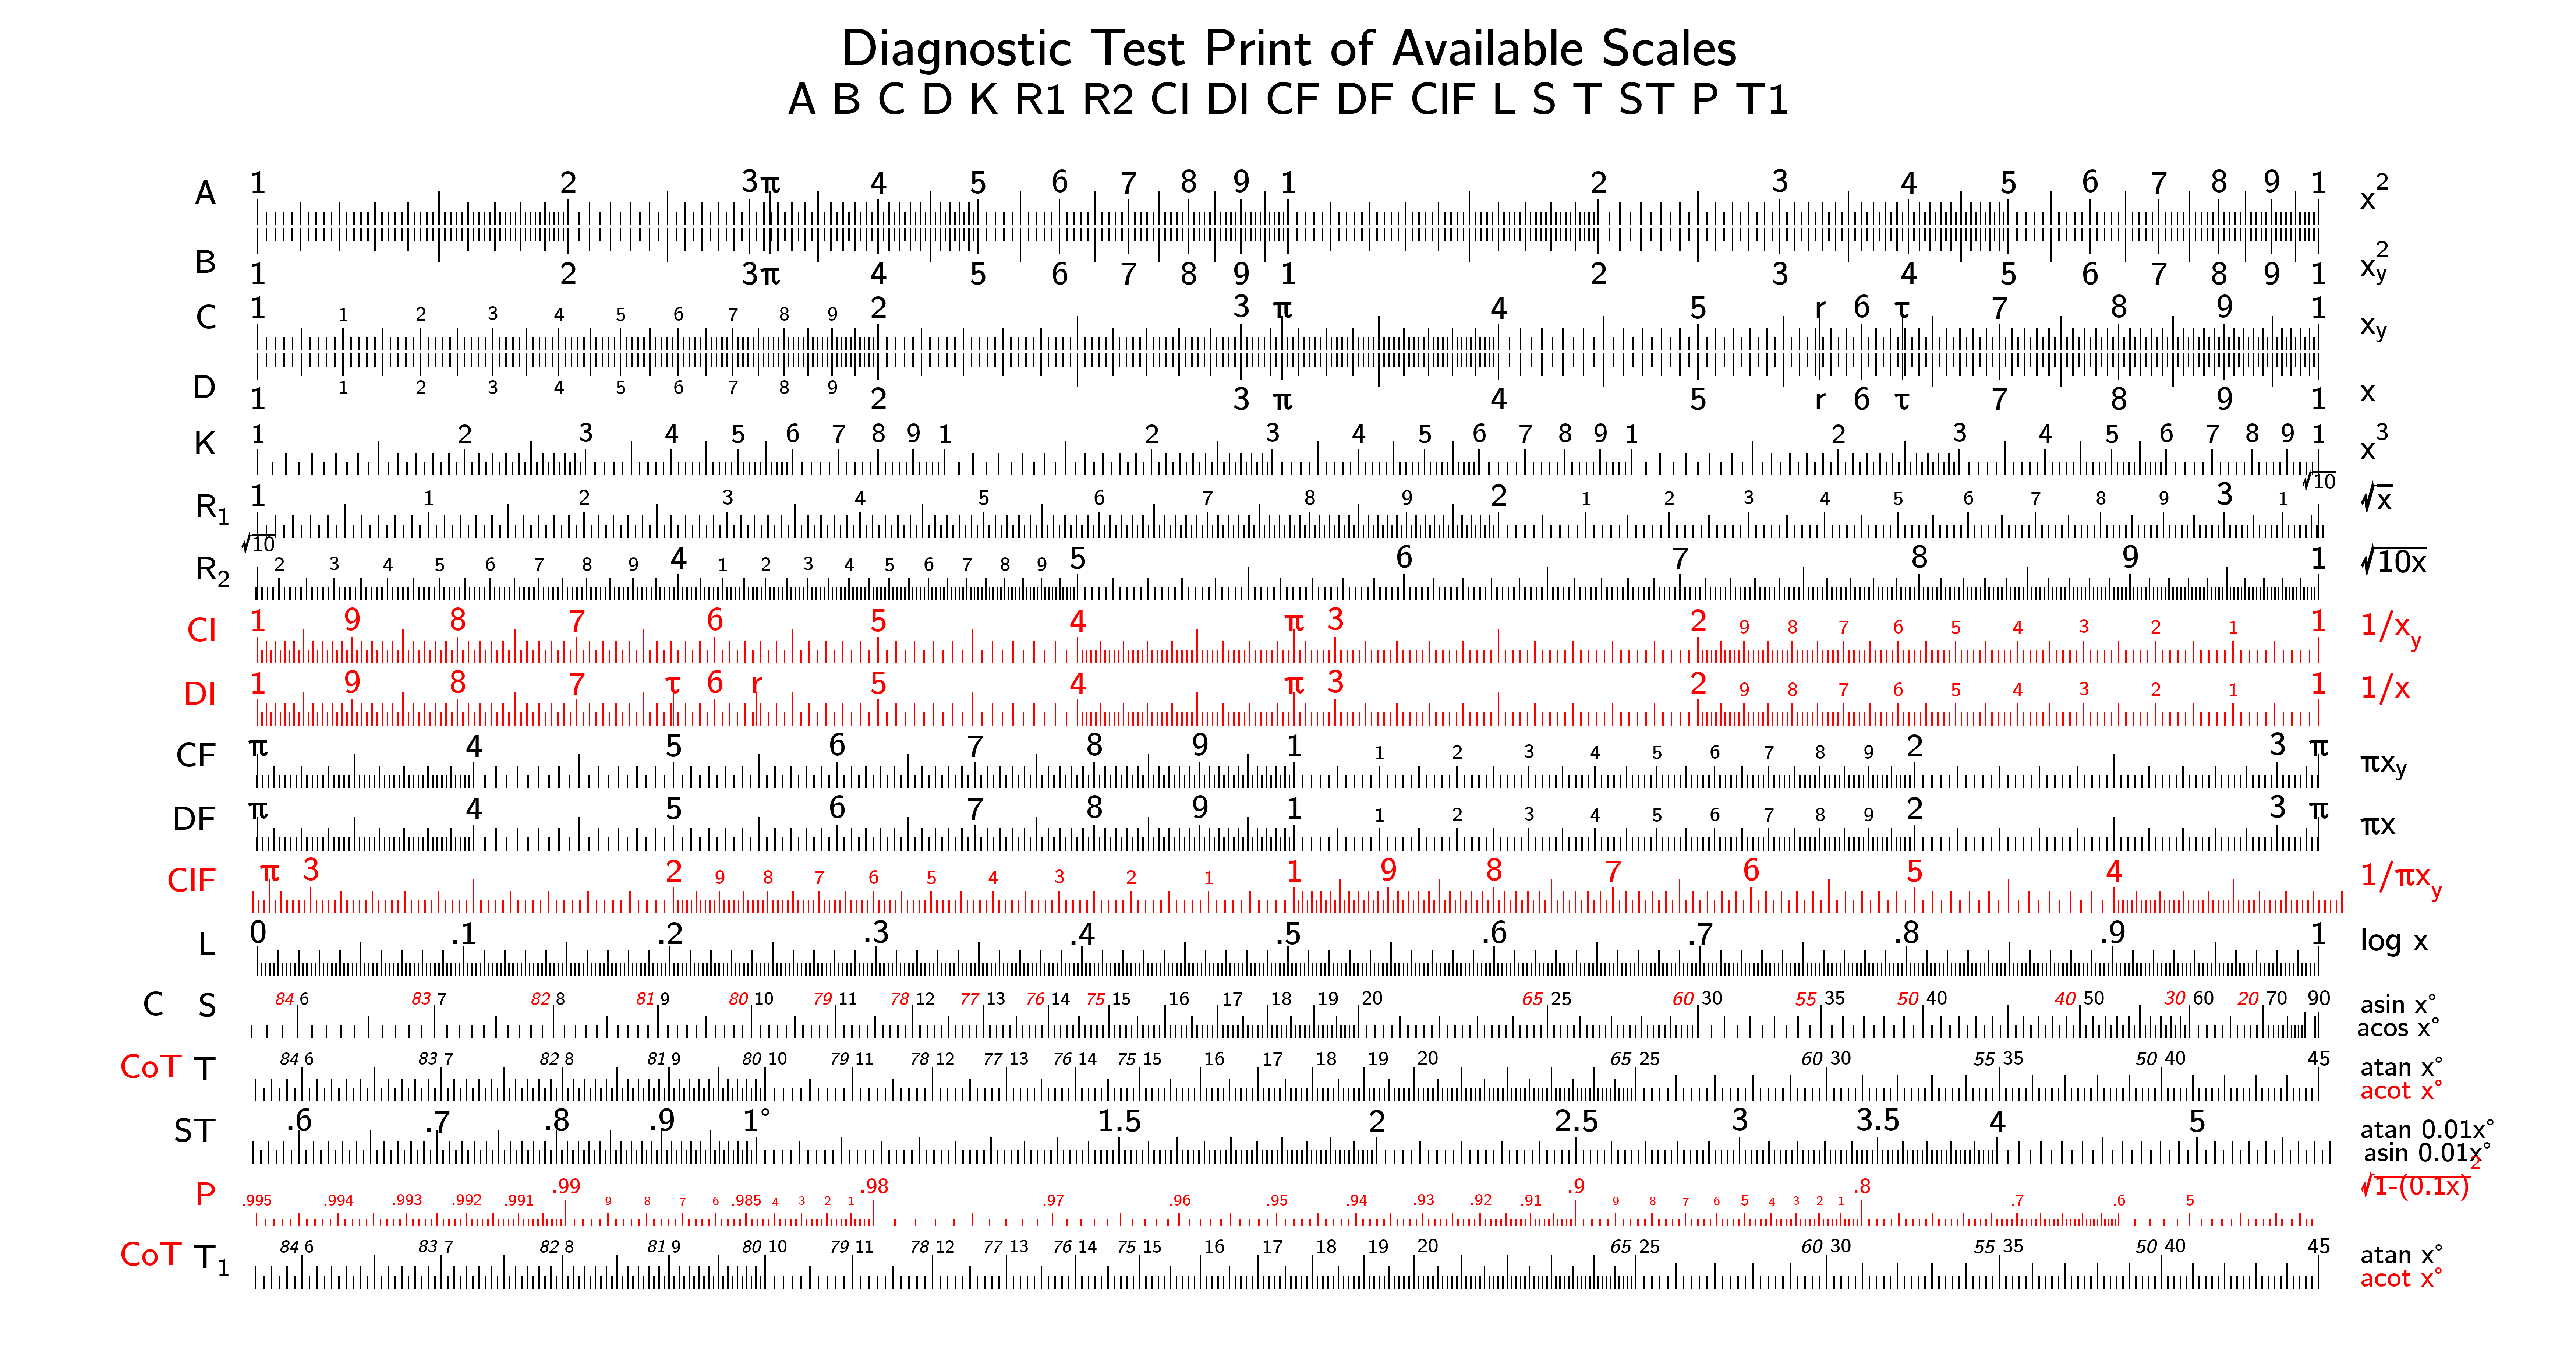 Diagnostic Test Print of Available Scales
A B C D K R1 R2 CI DI CF DF CIF L S T ST P T1
A 1 2 3 π 4 5 6 7 8 9 1 2 3 4 5 6 7 8 9 1 x²
B 1 2 3 π 4 5 6 7 8 9 1 2 3 4 5 6 7 8 9 1 xy²
C 1 1 2 3 4 5 6 7 8 9 2 3 π 4 5 r 6 τ 7 8 9 1 xy
D 1 1 2 3 4 5 6 7 8 9 2 3 π 4 5 r 6 τ 7 8 9 1 x
K 1 2 3 4 5 6 7 8 9 1 2 3 4 5 6 7 8 9 1 2 3 4 5 6 7 8 9 1 x³
R₁ 1 1 2 3 4 5 6 7 8 9 2 1 2 3 4 5 6 7 8 9 3 1 √10 √x
R₂ √10 2 3 4 5 6 7 8 9 4 1 2 3 4 5 6 7 8 9 5 6 7 8 9 1 √10x
CI 1 9 8 7 6 5 4 π 3 2 9 8 7 6 5 4 3 2 1 1 1/xy
DI 1 9 8 7 τ 6 r 5 4 π 3 2 9 8 7 6 5 4 3 2 1 1 1/x
CF π 4 5 6 7 8 9 1 1 2 3 4 5 6 7 8 9 2 3 π πxy
DF π 4 5 6 7 8 9 1 1 2 3 4 5 6 7 8 9 2 3 π πx
CIF π 3 2 9 8 7 6 5 4 3 2 1 1 9 8 7 6 5 4 1/πxy
L 0 .1 .2 .3 .4 .5 .6 .7 .8 .9 1 log x
C S 84 6 83 7 82 8 81 9 80 10 79 11 78 12 77 13 76 14 75 15 16 17 18 19 20 65 25 60 30 55 35 50 40 40 50 30 60 20 70 90 asin x°
acos x°
CoT T 84 6 83 7 82 8 81 9 80 10 79 11 78 12 77 13 76 14 75 15 16 17 18 19 20 65 25 60 30 55 35 50 40 45 atan x°
acot x°
ST .6 .7 .8 .9 1° 1.5 2 2.5 3 3.5 4 5 atan 0.01x°
asin 0.01x°
P .995 .994 .993 .992 .991 .99 9 8 7 6 .985 4 3 2 1 .98 .97 .96 .95 .94 .93 .92 .91 .9 9 8 7 6 5 4 3 2 1 .8 .7 .6 5 √1-(0.1x)²
CoT T₁ 84 6 83 7 82 8 81 9 80 10 79 11 78 12 77 13 76 14 75 15 16 17 18 19 20 65 25 60 30 55 35 50 40 45 atan x°
acot x°